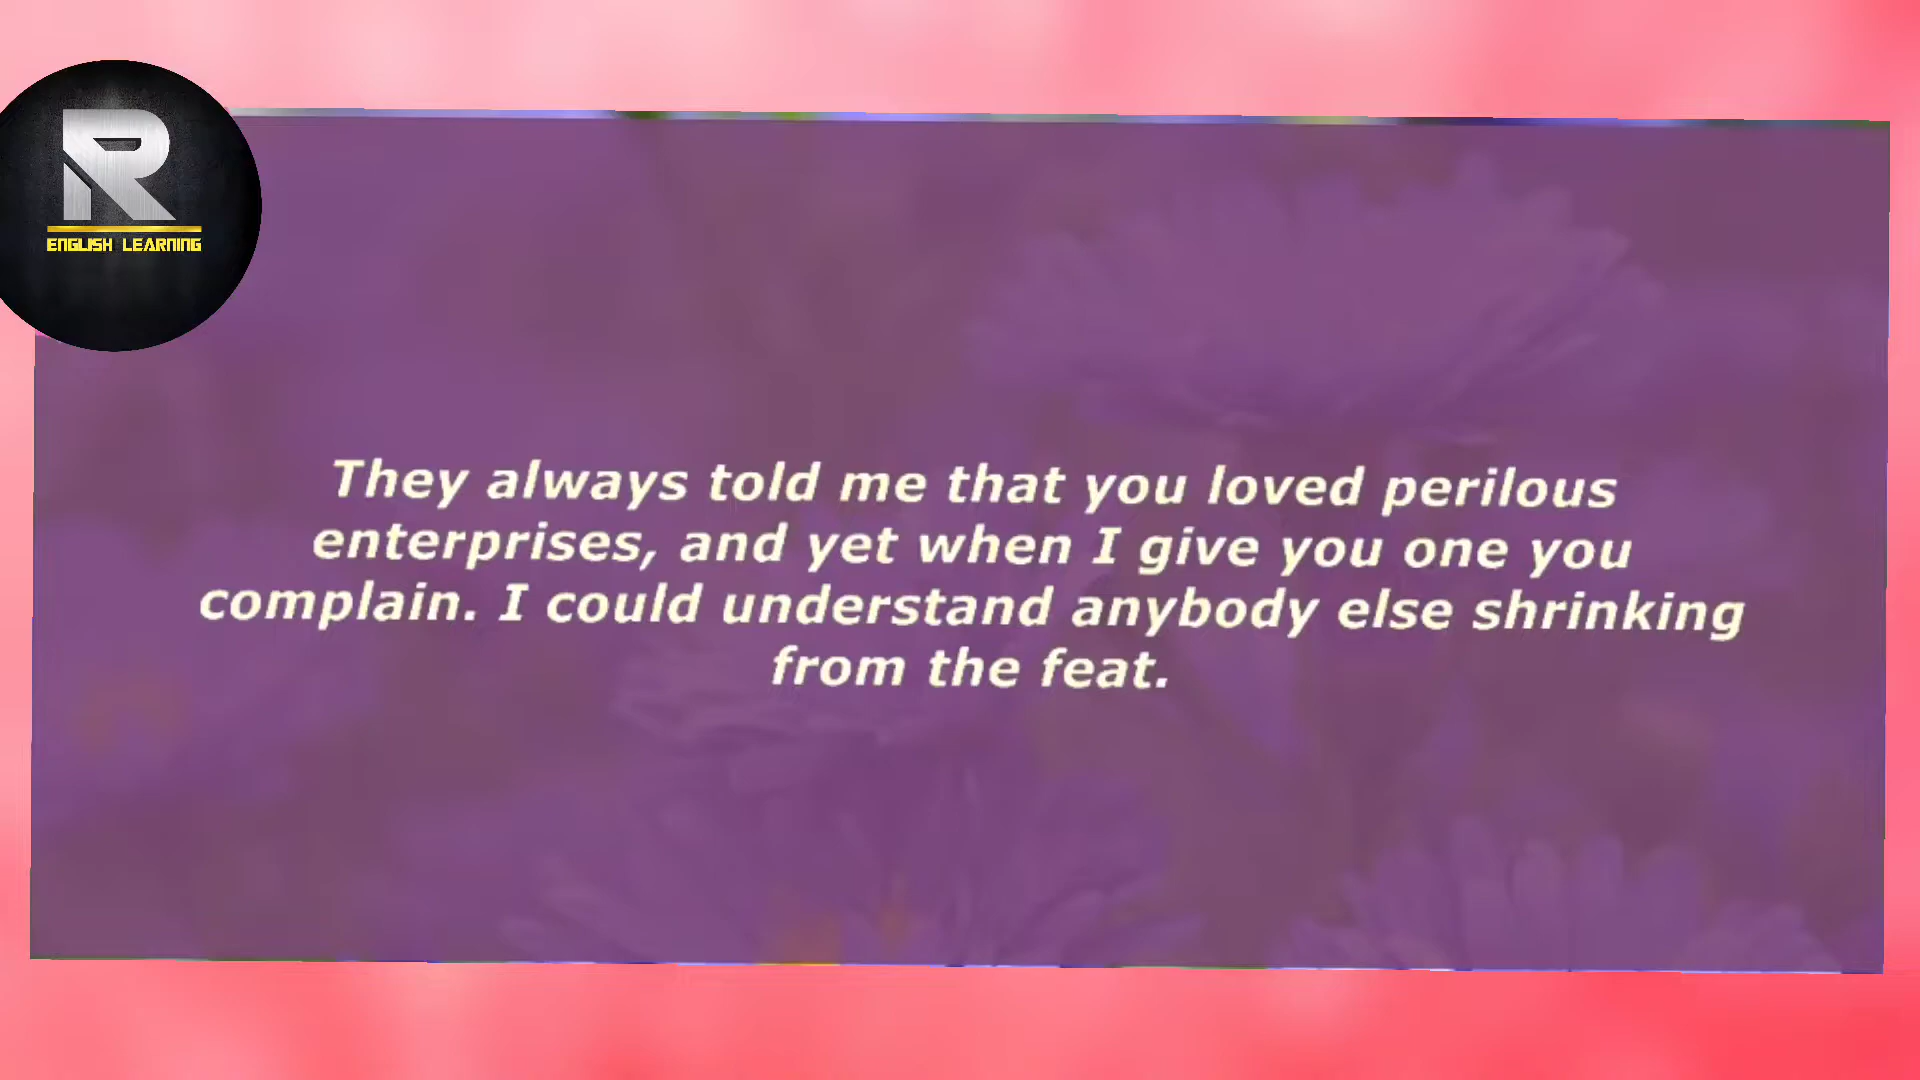 R
ENGLISH LEARNING
They always told me that you loved perilous
enterprises, and yet when I give you one you
complain. I could understand anybody else shrinking
from the feat.